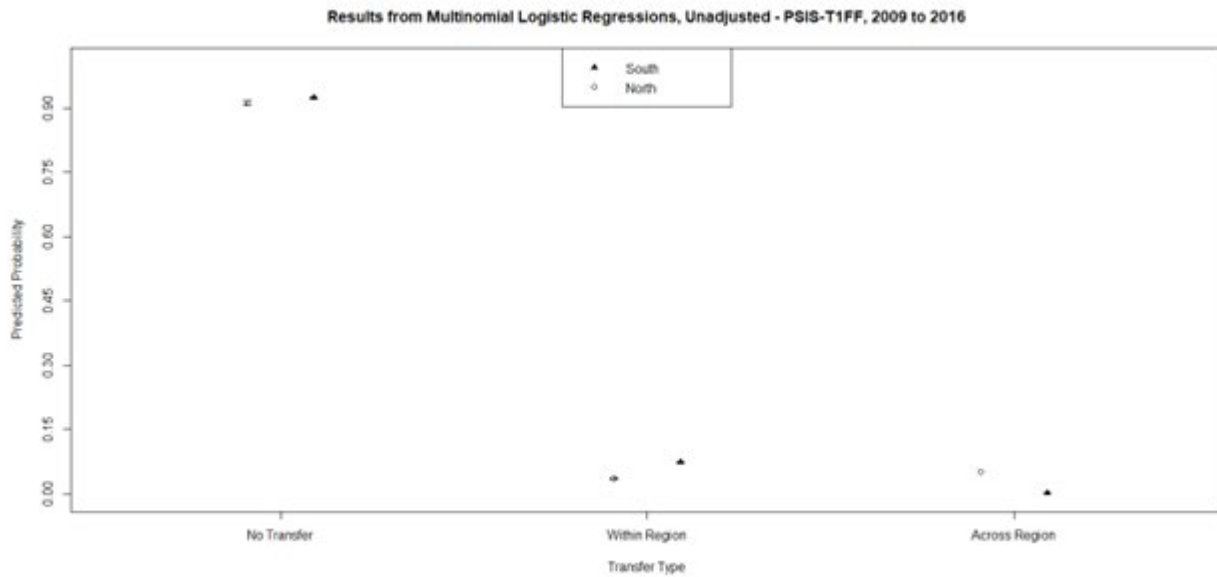 Results from Multinomial Logistic Regressions, Unadjusted - PSIS-T1FF, 2009 to 2016
South
North
0.90
0.75
0.60
0.45
0.30
0.15
0.00
Predicted Probability
No Transfer Within Region Across Region
Transfer Type